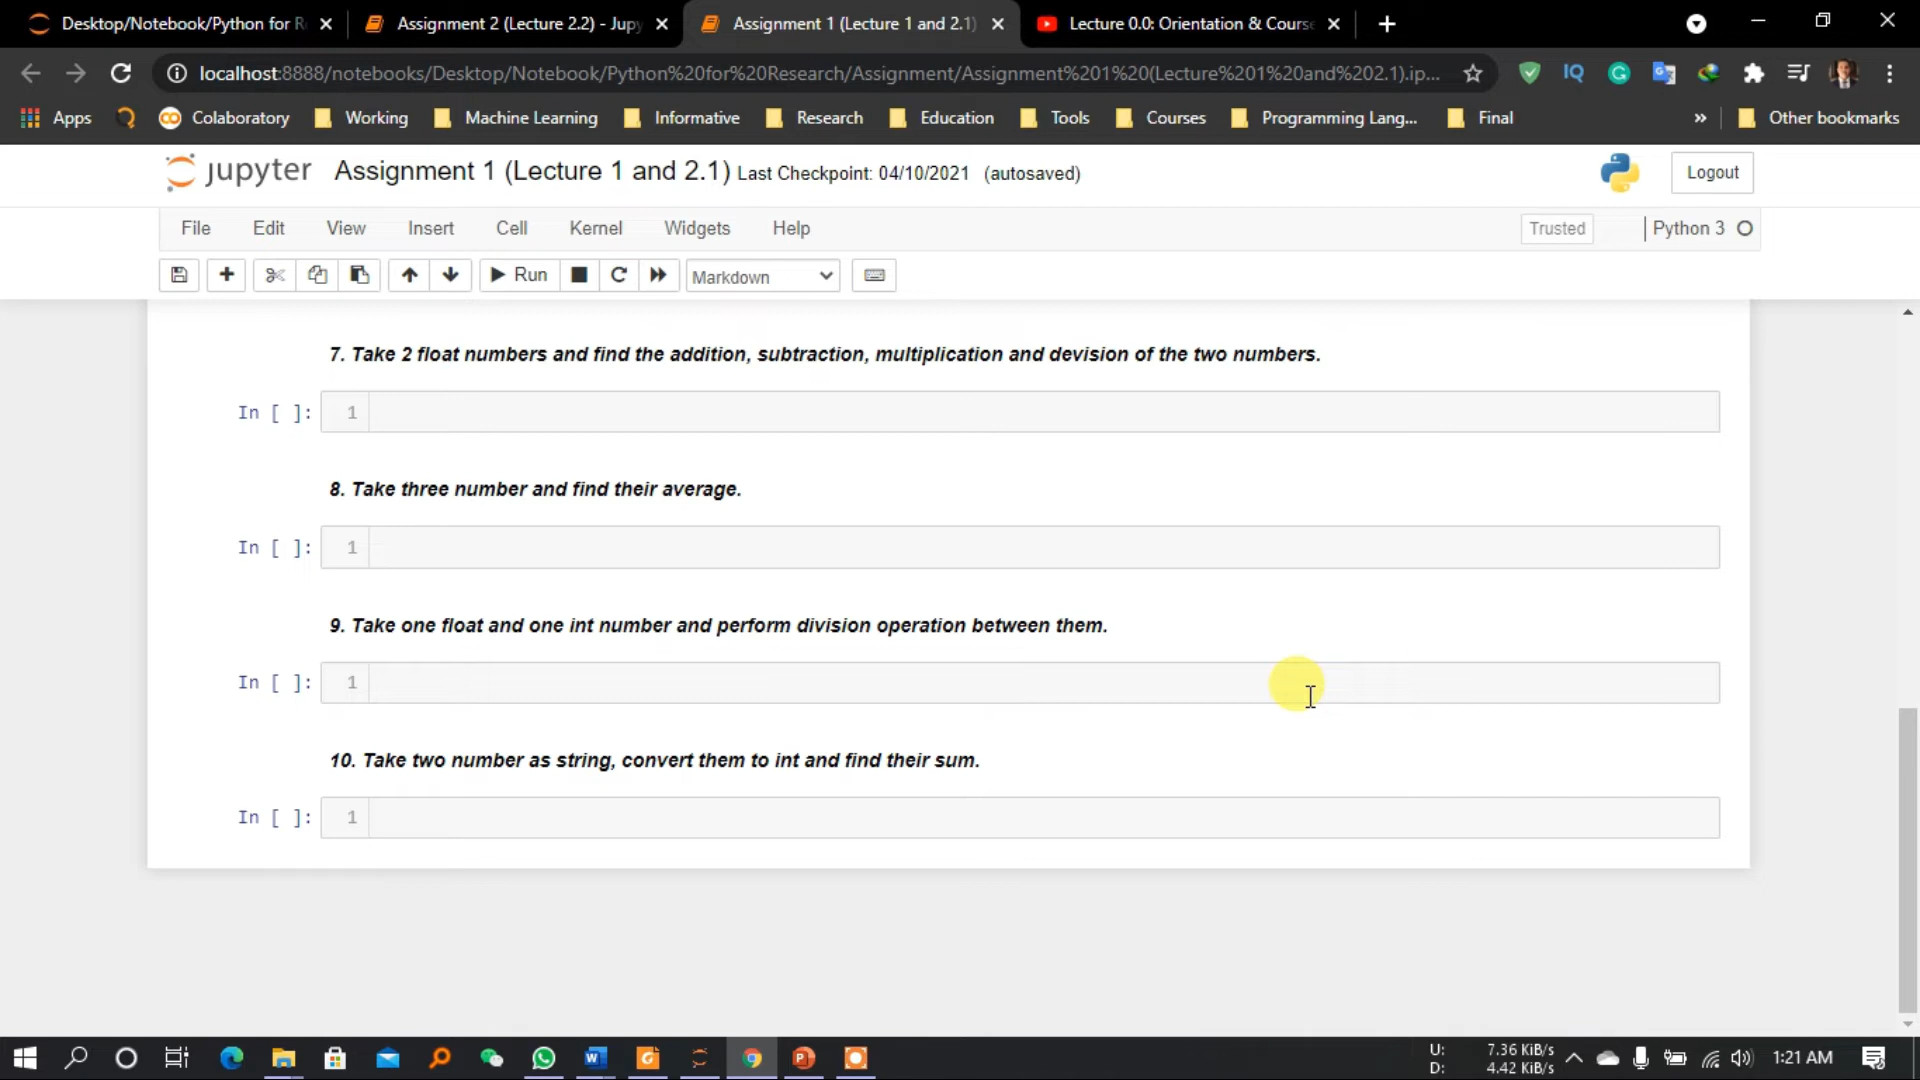 Desktop/Notebook/Python for R
Assignment 2 (Lecture 2.2) - Jupy
Assignment 1 (Lecture 1 and 2.1)
Lecture 0.0: Orientation & Course
localhost:8888/notebooks/Desktop/Notebook/Python%20for%20Research/Assignment/Assignment%201%20(Lecture%201%20and%202.1).ip...
IQ
Apps
Colaboratory
Working
Machine Learning
Informative
Research
Education
Tools
Courses
Programming Lang...
Final
»
Other bookmarks
jupyter
Assignment 1 (Lecture 1 and 2.1) Last Checkpoint: 04/10/2021 (autosaved)
Logout
File
Edit
View
Insert
Cell
Kernel
Widgets
Help
Trusted
Python 3
Run
Markdown
7. Take 2 float numbers and find the addition, subtraction, multiplication and devision of the two numbers.
In [ ]: 1
8. Take three number and find their average.
In [ ]: 1
9. Take one float and one int number and perform division operation between them.
In [ ]: 1
10. Take two number as string, convert them to int and find their sum.
In [ ]: 1
U: 7.36 KiB/s
D: 4.42 KiB/s
1:21 AM